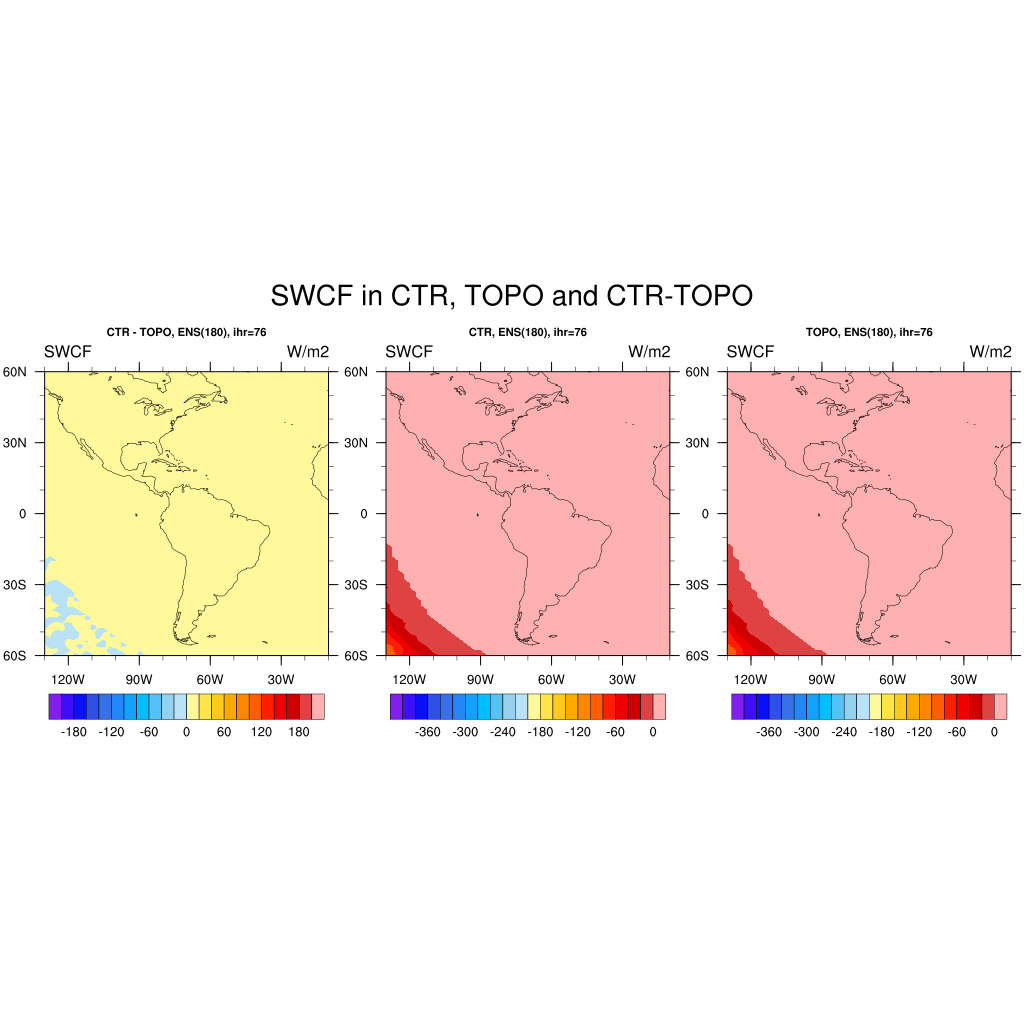 SWCF in CTR, TOPO and CTR-TOPO
CTR - TOPO, ENS(180), ihr=76
SWCF W/m2
60N
30N
0
30S
60S
120W 90W 60W 30W
-180 -120 -60 0 60 120 180
CTR, ENS(180), ihr=76
SWCF W/m2
60N
30N
0
30S
60S
120W 90W 60W 30W
-360 -300 -240 -180 -120 -60 0
TOPO, ENS(180), ihr=76
SWCF W/m2
60N
30N
0
30S
60S
120W 90W 60W 30W
-360 -300 -240 -180 -120 -60 0